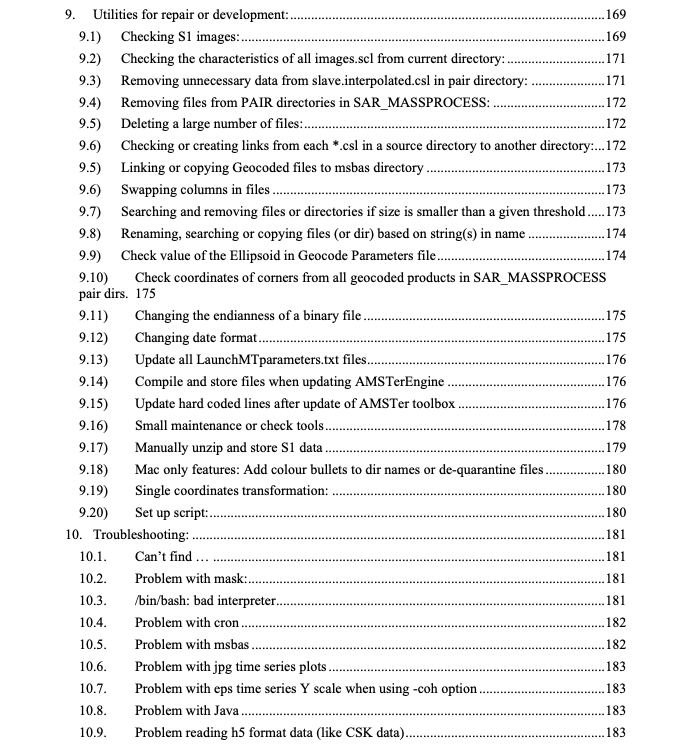 9. Utilities for repair or development:...............169
9.1) Checking S1 images:...............169
9.2) Checking the characteristics of all images.scl from current directory:...............171
9.3) Removing unnecessary data from slave.interpolated.csl in pair directory: ...............171
9.4) Removing files from PAIR directories in SAR_MASSPROCESS: ...............172
9.5) Deleting a large number of files:...............172
9.6) Checking or creating links from each *.csl in a source directory to another directory:...172
9.5) Linking or copying Geocoded files to msbas directory ...............173
9.6) Swapping columns in files ...............173
9.7) Searching and removing files or directories if size is smaller than a given threshold .....173
9.8) Renaming, searching or copying files (or dir) based on string(s) in name ...............174
9.9) Check value of the Ellipsoid in Geocode Parameters file...............174
9.10) Check coordinates of corners from all geocoded products in SAR_MASSPROCESS
pair dirs. 175
9.11) Changing the endianness of a binary file ...............175
9.12) Changing date format...............175
9.13) Update all LaunchMTparameters.txt files...............176
9.14) Compile and store files when updating AMSTerEngine ...............176
9.15) Update hard coded lines after update of AMSTer toolbox ...............176
9.16) Small maintenance or check tools...............178
9.17) Manually unzip and store S1 data ...............179
9.18) Mac only features: Add colour bullets to dir names or de-quarantine files ...............180
9.19) Single coordinates transformation: ...............180
9.20) Set up script:...............180
10. Troubleshooting: ...............181
10.1. Can’t find … ...............181
10.2. Problem with mask:...............181
10.3. /bin/bash: bad interpreter...............181
10.4. Problem with cron ...............182
10.5. Problem with msbas ...............182
10.6. Problem with jpg time series plots ...............183
10.7. Problem with eps time series Y scale when using -coh option ...............183
10.8. Problem with Java ...............183
10.9. Problem reading h5 format data (like CSK data)...............183